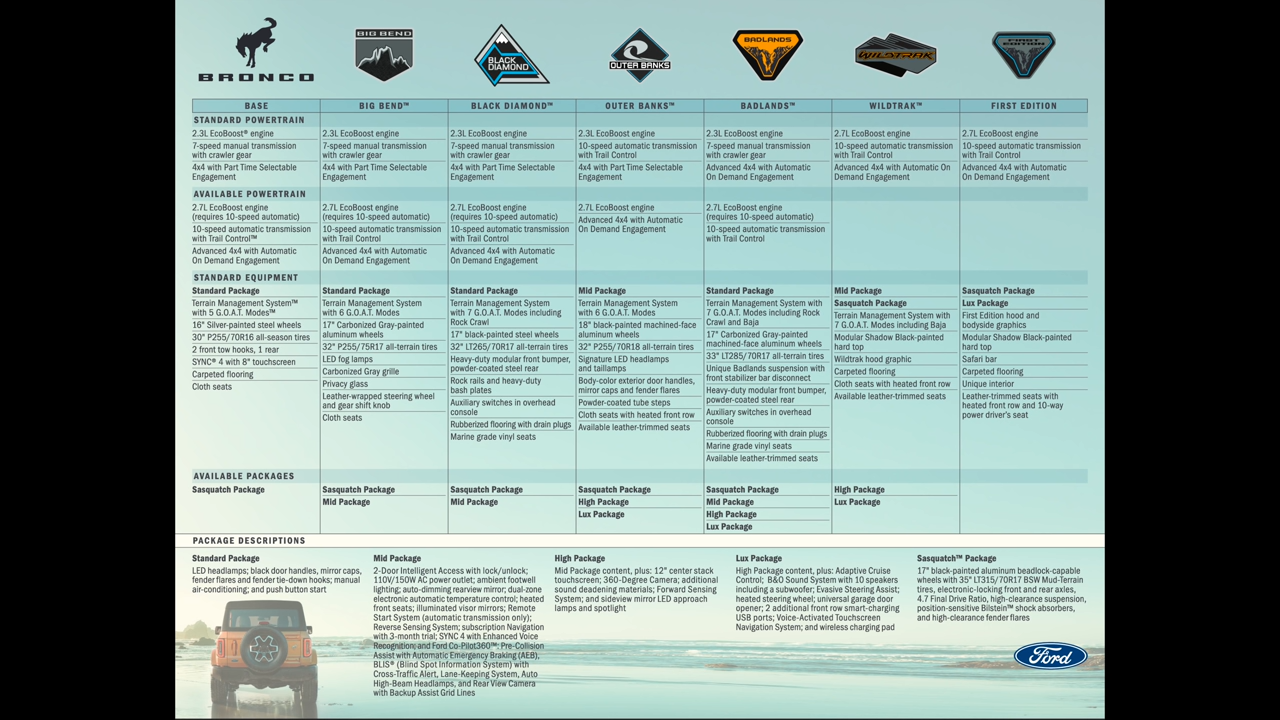 BRONCO
BIG BEND
BLACK
DIAMOND
OUTER BANKS
BADLANDS
WILDTRAK
FIRST
EDITION
BASE
BIG BEND™
BLACK DIAMOND™
OUTER BANKS™
BADLANDS™
WILDTRAK™
FIRST EDITION
STANDARD POWERTRAIN
2.3L EcoBoost® engine
7-speed manual transmission
with crawler gear
4x4 with Part Time Selectable
Engagement
2.3L EcoBoost engine
7-speed manual transmission
with crawler gear
4x4 with Part Time Selectable
Engagement
2.3L EcoBoost engine
7-speed manual transmission
with crawler gear
4x4 with Part Time Selectable
Engagement
2.3L EcoBoost engine
10-speed automatic transmission
with Trail Control
4x4 with Part Time Selectable
Engagement
2.3L EcoBoost engine
7-speed manual transmission
with crawler gear
Advanced 4x4 with Automatic
On Demand Engagement
2.7L EcoBoost engine
10-speed automatic transmission
with Trail Control
Advanced 4x4 with Automatic On
Demand Engagement
2.7L EcoBoost engine
10-speed automatic transmission
with Trail Control
Advanced 4x4 with Automatic
On Demand Engagement
AVAILABLE POWERTRAIN
2.7L EcoBoost engine
(requires 10-speed automatic)
10-speed automatic transmission
with Trail Control™
Advanced 4x4 with Automatic
On Demand Engagement
2.7L EcoBoost engine
(requires 10-speed automatic)
10-speed automatic transmission
with Trail Control
Advanced 4x4 with Automatic
On Demand Engagement
2.7L EcoBoost engine
(requires 10-speed automatic)
10-speed automatic transmission
with Trail Control
Advanced 4x4 with Automatic
On Demand Engagement
2.7L EcoBoost engine
Advanced 4x4 with Automatic
On Demand Engagement
2.7L EcoBoost engine
(requires 10-speed automatic)
10-speed automatic transmission
with Trail Control
STANDARD EQUIPMENT
Standard Package
Terrain Management System™
with 5 G.O.A.T. Modes™
16" Silver-painted steel wheels
30" P255/70R16 all-season tires
2 front tow hooks, 1 rear
SYNC® 4 with 8" touchscreen
Carpeted flooring
Cloth seats
Standard Package
Terrain Management System
with 6 G.O.A.T. Modes
17" Carbonized Gray-painted
aluminum wheels
32" P255/75R17 all-terrain tires
LED fog lamps
Carbonized Gray grille
Privacy glass
Leather-wrapped steering wheel
and gear shift knob
Cloth seats
Standard Package
Terrain Management System
with 7 G.O.A.T. Modes including
Rock Crawl
17" black-painted steel wheels
32" LT265/70R17 all-terrain tires
Heavy-duty modular front bumper,
powder-coated steel rear
Rock rails and heavy-duty
bash plates
Auxiliary switches in overhead
console
Rubberized flooring with drain plugs
Marine grade vinyl seats
Mid Package
Terrain Management System
with 6 G.O.A.T. Modes
18" black-painted machined-face
aluminum wheels
32" P255/70R18 all-terrain tires
Signature LED headlamps
and taillamps
Body-color exterior door handles,
mirror caps and fender flares
Powder-coated tube steps
Cloth seats with heated front row
Available leather-trimmed seats
Standard Package
Terrain Management System with
7 G.O.A.T. Modes including Rock
Crawl and Baja
17" Carbonized Gray-painted
machined-face aluminum wheels
33" LT285/70R17 all-terrain tires
Unique Badlands suspension with
front stabilizer bar disconnect
Heavy-duty modular front bumper,
powder-coated steel rear
Auxiliary switches in overhead
console
Rubberized flooring with drain plugs
Marine grade vinyl seats
Available leather-trimmed seats
Mid Package
Sasquatch Package
Terrain Management System with
7 G.O.A.T. Modes including Baja
Modular Shadow Black-painted
hard top
Wildtrak hood graphic
Carpeted flooring
Cloth seats with heated front row
Available leather-trimmed seats
Sasquatch Package
Lux Package
First Edition hood and
bodyside graphics
Modular Shadow Black-painted
hard top
Safari bar
Carpeted flooring
Unique interior
Leather-trimmed seats with
heated front row and 10-way
power driver's seat
AVAILABLE PACKAGES
Sasquatch Package
Sasquatch Package
Mid Package
Sasquatch Package
Mid Package
Sasquatch Package
High Package
Lux Package
Sasquatch Package
Mid Package
High Package
Lux Package
High Package
Lux Package
PACKAGE DESCRIPTIONS
Standard Package
LED headlamps; black door handles, mirror caps,
fender flares and fender tie-down hooks; manual
air-conditioning; and push button start
Mid Package
2-Door Intelligent Access with lock/unlock;
110V/150W AC power outlet; ambient footwell
lighting; auto-dimming rearview mirror; dual-zone
electronic automatic temperature control; heated
front seats; illuminated visor mirrors; Remote
Start System (automatic transmission only);
Reverse Sensing System; subscription Navigation
with 3-month trial; SYNC 4 with Enhanced Voice
Recognition; and Ford Co-Pilot360™: Pre-Collision
Assist with Automatic Emergency Braking (AEB),
BLIS® (Blind Spot Information System) with
Cross-Traffic Alert, Lane-Keeping System, Auto
High-Beam Headlamps, and Rear View Camera
with Backup Assist Grid Lines
High Package
Mid Package content, plus: 12" center stack
touchscreen; 360-Degree Camera; additional
sound deadening materials; Forward Sensing
System; and sideview mirror LED approach
lamps and spotlight
Lux Package
High Package content, plus: Adaptive Cruise
Control; B&O Sound System with 10 speakers
including a subwoofer; Evasive Steering Assist;
heated steering wheel; universal garage door
opener; 2 additional front row smart-charging
USB ports; Voice-Activated Touchscreen
Navigation System; and wireless charging pad
Sasquatch™ Package
17" black-painted aluminum beadlock-capable
wheels with 35" LT315/70R17 BSW Mud-Terrain
tires, electronic-locking front and rear axles,
4.7 Final Drive Ratio, high-clearance suspension,
position-sensitive Bilstein™ shock absorbers,
and high-clearance fender flares
Ford